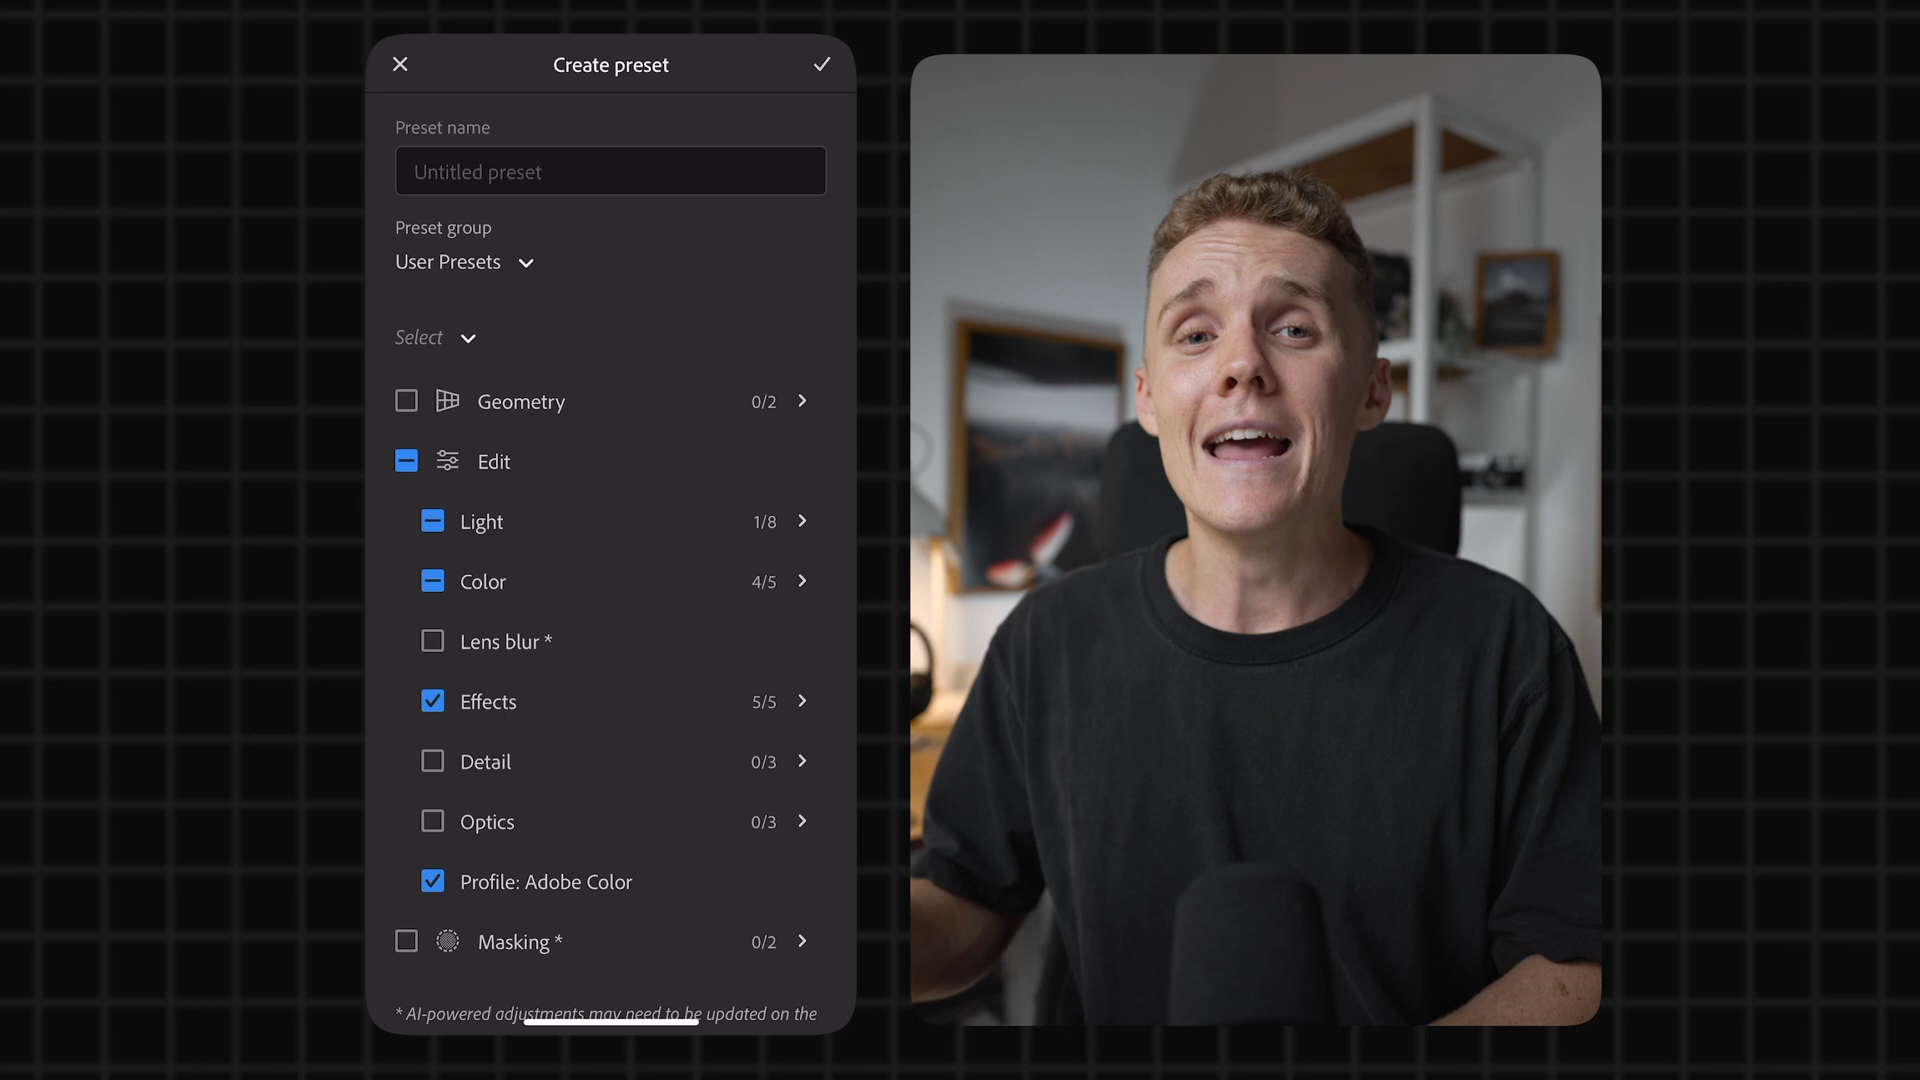 Create preset
Preset name
Untitled preset
Preset group
User Presets
Select
Geometry 0/2
Edit
Light 1/8
Color 4/5
Lens blur *
Effects 5/5
Detail 0/3
Optics 0/3
Profile: Adobe Color
Masking * 0/2
* AI-powered adjustments may need to be updated on the